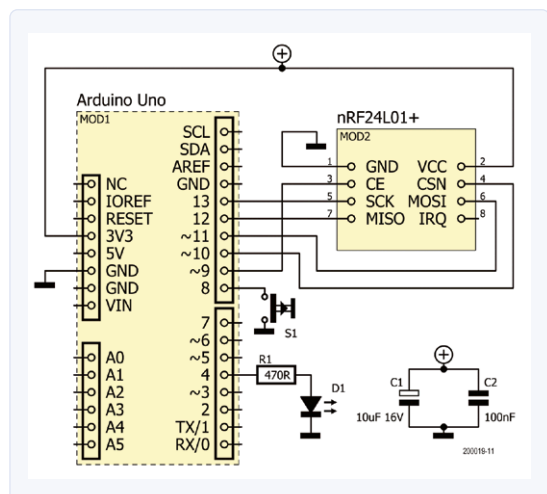 Arduino Uno
MOD1
SCL
SDA
AREF
GND
13
12
~11
~10
~9
8
7
~6
~5
4
~3
2
TX/1
RX/0
NC
IOREF
RESET
3V3
5V
GND
GND
VIN
A0
A1
A2
A3
A4
A5
nRF24L01+
MOD2
1 GND VCC 2
3 CE CSN 4
5 SCK MOSI 6
7 MISO IRQ 8
S1
R1
470R
D1
C1
10uF 16V
C2
100nF
200019-11